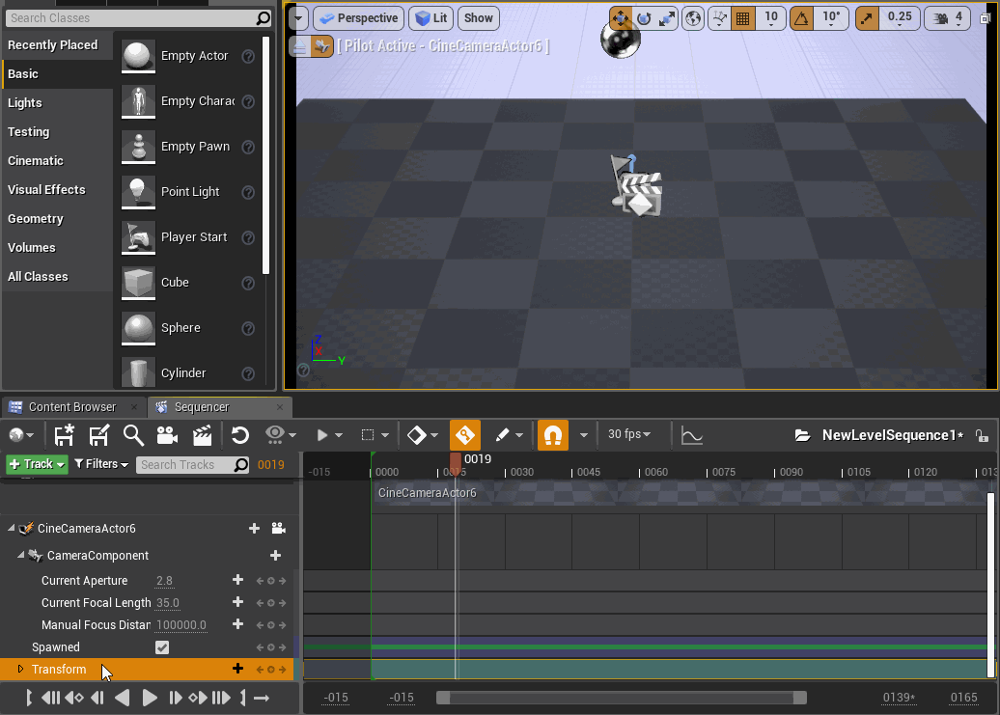 Search Classes
Recently Placed
Basic
Lights
Testing
Cinematic
Visual Effects
Geometry
Volumes
All Classes
Empty Actor
Empty Charac
Empty Pawn
Point Light
Player Start
Cube
Sphere
Cylinder
Perspective Lit Show 10 10° 0.25 4
[ Pilot Active - CineCameraActor6 ]
Z
X
Y
Content Browser Sequencer
30 fps NewLevelSequence1*
Track Filters Search Tracks 0019
0019
-015 0000 0015 0030 0045 0060 0075 0090 0105 0120 013
CineCameraActor6
CineCameraActor6
CameraComponent
Current Aperture 2.8
Current Focal Length 35.0
Manual Focus Distar 100000.0
Spawned
Transform
-015 -015 0139* 0165